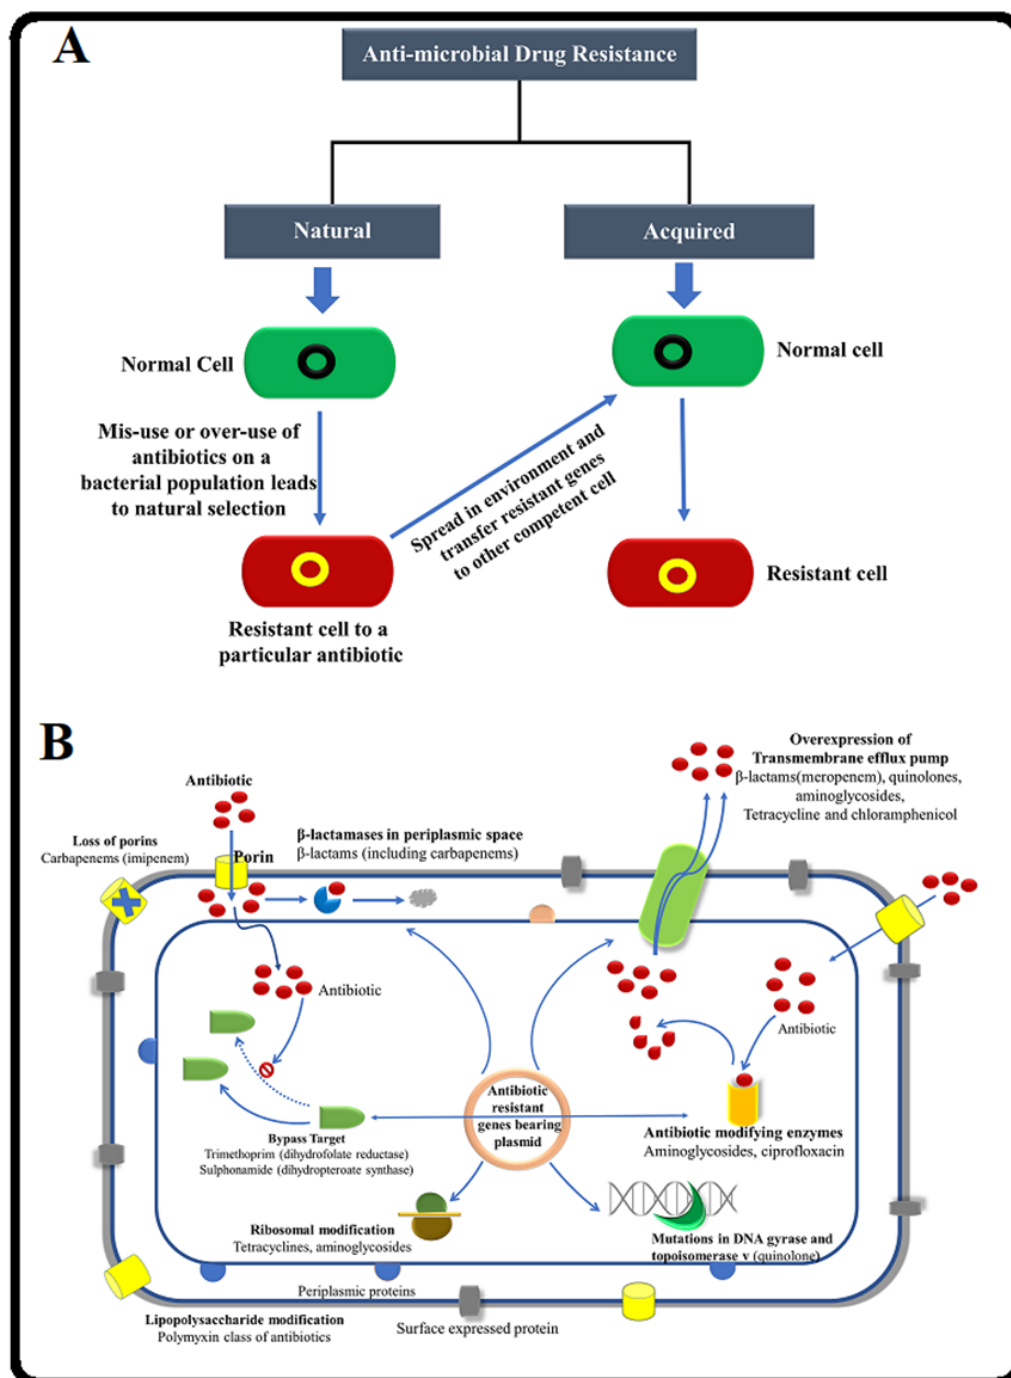 A
Anti-microbial Drug Resistance
Natural
Acquired
Normal Cell
Normal cell
Mis-use or over-use of
antibiotics on a
bacterial population leads
to natural selection
Spread in environment and
transfer resistant genes
to other competent cell
Resistant cell to a
particular antibiotic
Resistant cell
B
Antibiotic
Loss of porins
Carbapenems (imipenem)
Porin
β-lactamases in periplasmic space
β-lactams (including carbapenems)
Overexpression of
Transmembrane efflux pump
β-lactams(meropenem), quinolones,
aminoglycosides,
Tetracycline and chloramphenicol
Antibiotic
Antibiotic
Antibiotic
resistant
genes bearing
plasmid
Bypass Target
Trimethoprim (dihydrofolate reductase)
Sulphonamide (dihydropteroate synthase)
Antibiotic modifying enzymes
Aminoglycosides, ciprofloxacin
Ribosomal modification
Tetracyclines, aminoglycosides
Mutations in DNA gyrase and
topoisomerase v (quinolone)
Periplasmic proteins
Lipopolysaccharide modification
Polymyxin class of antibiotics
Surface expressed protein